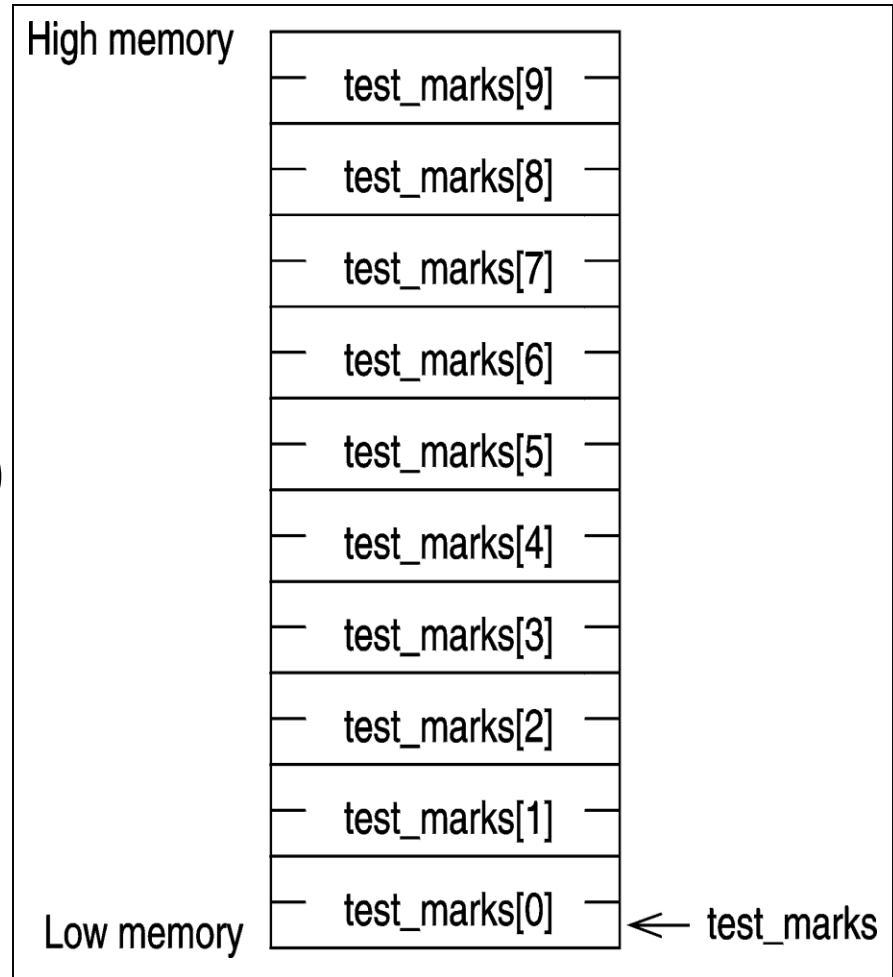 High memory
test_marks[9]
test_marks[8]
test_marks[7]
test_marks[6]
test_marks[5]
test_marks[4]
test_marks[3]
test_marks[2]
test_marks[1]
test_marks[0]
test_marks
Low memory
)